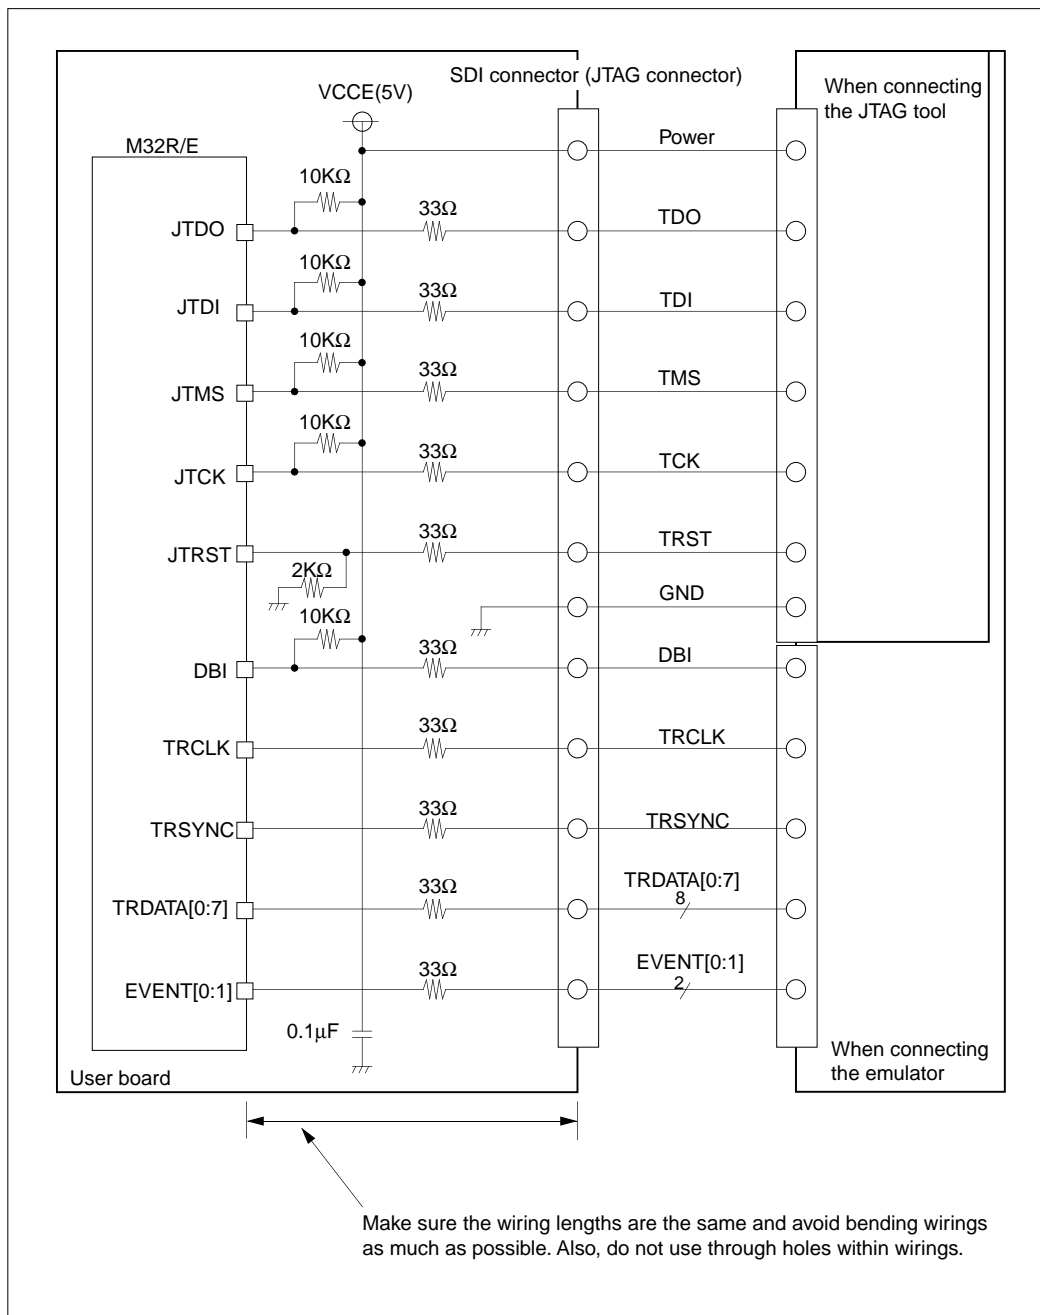 SDI connector (JTAG connector)
When connecting
the JTAG tool
VCCE(5V)
Power
M32R/E
10KΩ
33Ω
TDO
JTDO
10KΩ
33Ω
TDI
JTDI
10KΩ
33Ω
TMS
JTMS
10KΩ
33Ω
TCK
JTCK
33Ω
TRST
JTRST
2KΩ
GND
10KΩ
33Ω
DBI
DBI
33Ω
TRCLK
TRCLK
33Ω
TRSYNC
TRSYNC
TRDATA[0:7]
33Ω
8
TRDATA[0:7]
EVENT[0:1]
33Ω
2
EVENT[0:1]
0.1µF
When connecting
the emulator
User board
Make sure the wiring lengths are the same and avoid bending wirings
as much as possible. Also, do not use through holes within wirings.